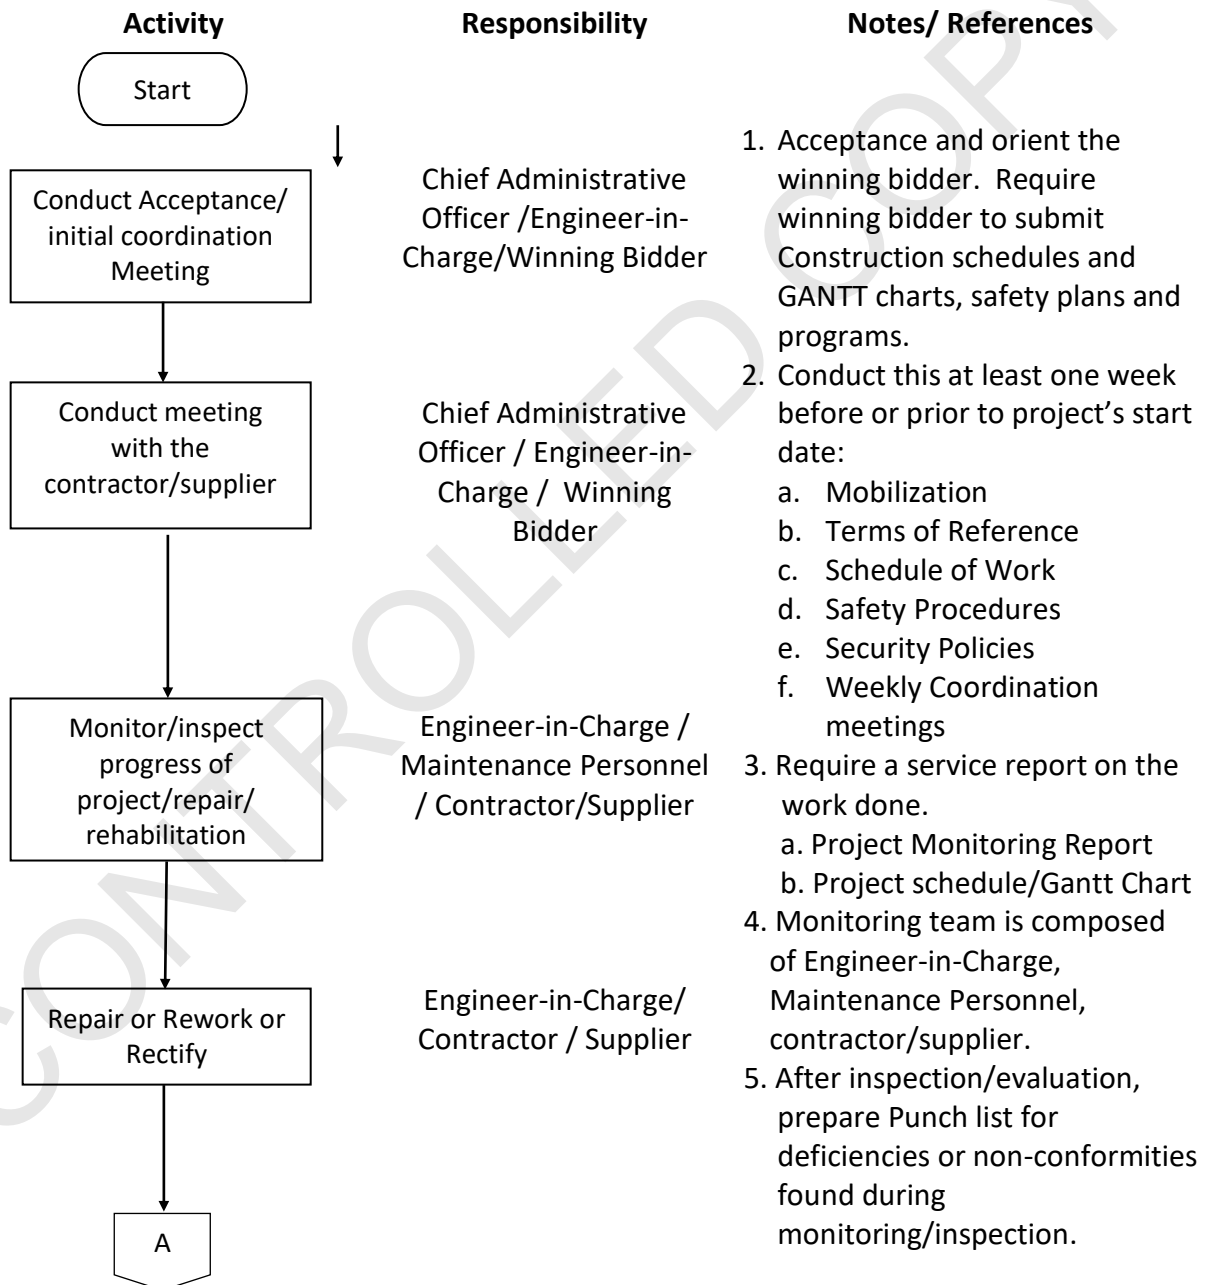 Activity
Responsibility
Notes/ References
Start
Conduct Acceptance/
initial coordination
Meeting
Chief Administrative
Officer /Engineer-in-
Charge/Winning Bidder
1. Acceptance and orient the
winning bidder.  Require
winning bidder to submit
Construction schedules and
GANTT charts, safety plans and
programs.
Conduct meeting
with the
contractor/supplier
Chief Administrative
Officer / Engineer-in-
Charge /  Winning
Bidder
2. Conduct this at least one week
before or prior to project’s start
date:
a. Mobilization
b. Terms of Reference
c. Schedule of Work
d. Safety Procedures
e. Security Policies
f. Weekly Coordination
meetings
Monitor/inspect
progress of
project/repair/
rehabilitation
Engineer-in-Charge /
Maintenance Personnel
/ Contractor/Supplier
3. Require a service report on the
work done.
a. Project Monitoring Report
b. Project schedule/Gantt Chart
4. Monitoring team is composed
of Engineer-in-Charge,
Maintenance Personnel,
contractor/supplier.
Repair or Rework or
Rectify
Engineer-in-Charge/
Contractor / Supplier
5. After inspection/evaluation,
prepare Punch list for
deficiencies or non-conformities
found during
monitoring/inspection.
A
CONTROLLED COPY